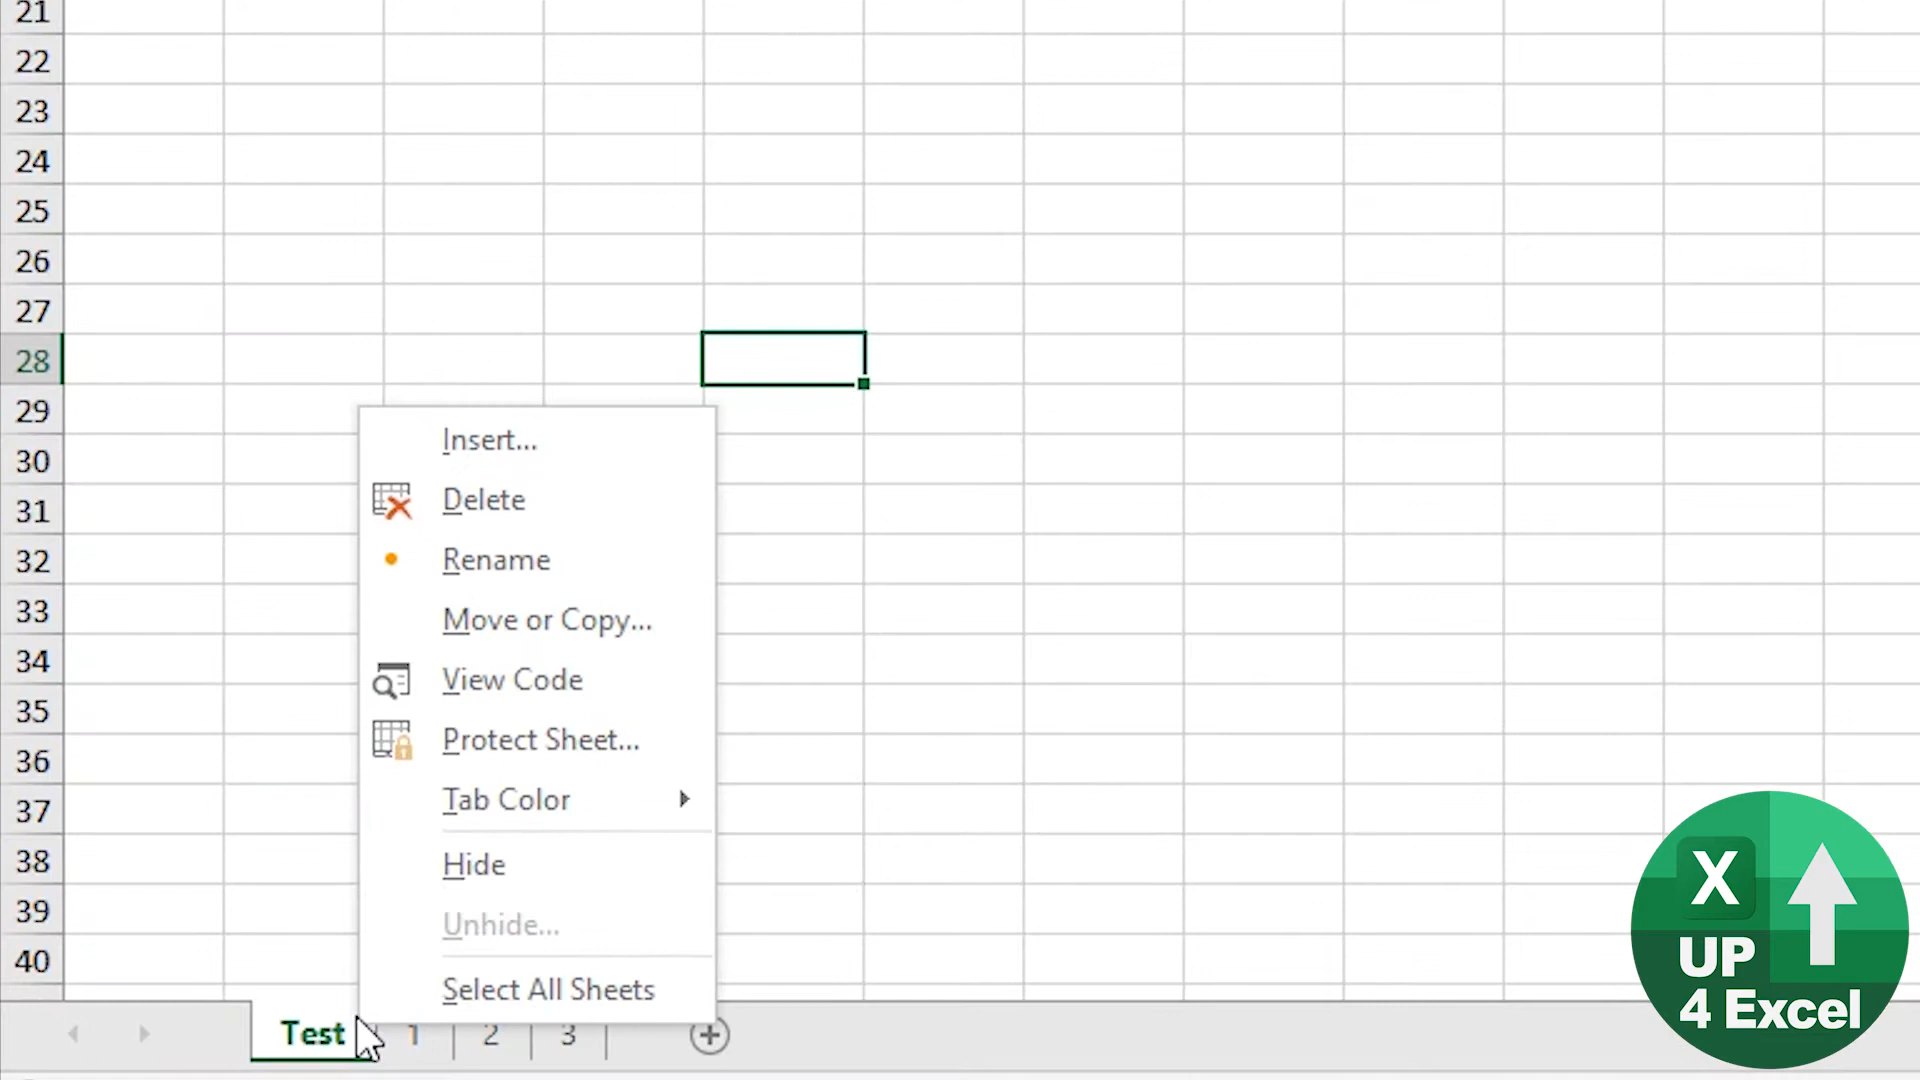 21
22
23
24
25
26
27
28
29
30
31
32
33
34
35
36
37
38
39
40
Insert...
Delete
Rename
Move or Copy...
View Code
Protect Sheet...
Tab Color
Hide
Unhide...
Select All Sheets
Test 1 2 3
X
UP
4 Excel